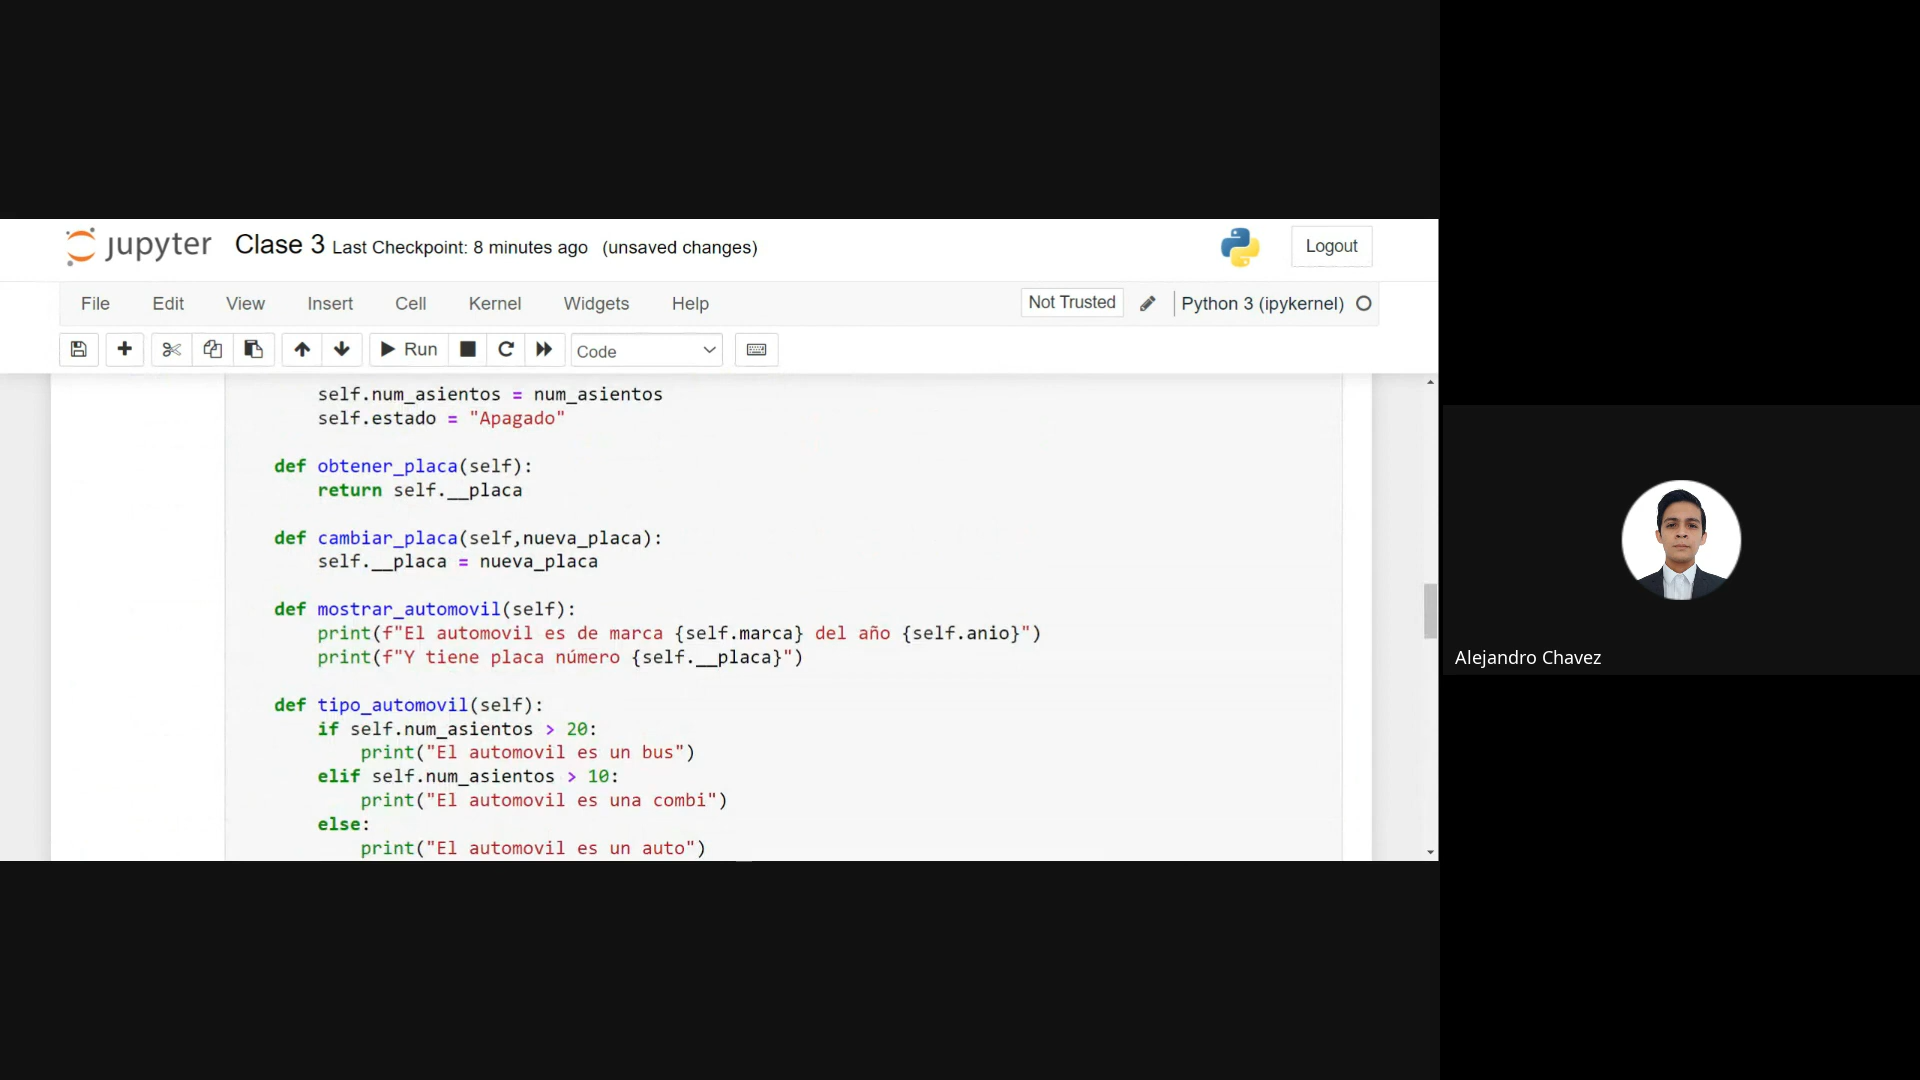 jupyter Clase 3 Last Checkpoint: 8 minutes ago (unsaved changes) Logout
File Edit View Insert Cell Kernel Widgets Help Not Trusted Python 3 (ipykernel)
Run Code
self.num_asientos = num_asientos
self.estado = "Apagado"
def obtener_placa(self):
return self.__placa
def cambiar_placa(self,nueva_placa):
self.__placa = nueva_placa
def mostrar_automovil(self):
print(f"El automovil es de marca {self.marca} del año {self.anio}")
print(f"Y tiene placa número {self.__placa}")
def tipo_automovil(self):
if self.num_asientos > 20:
print("El automovil es un bus")
elif self.num_asientos > 10:
print("El automovil es una combi")
else:
print("El automovil es un auto")
Alejandro Chavez